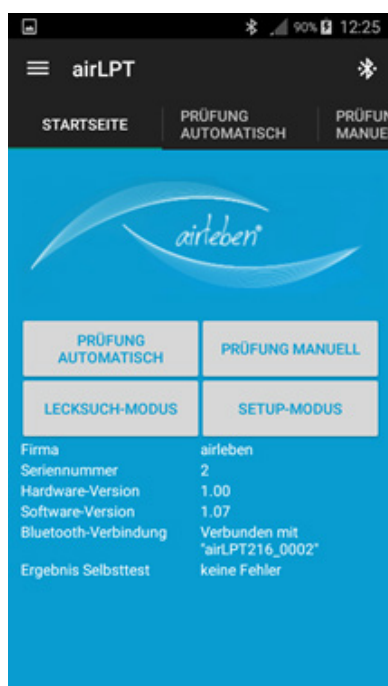 90% 12:25
airLPT
STARTSEITE
PRÜFUNG
AUTOMATISCH
PRÜFUN
MANUE
airleben®
PRÜFUNG
AUTOMATISCH
PRÜFUNG MANUELL
LECKSUCH-MODUS
SETUP-MODUS
Firma airleben
Seriennummer 2
Hardware-Version 1.00
Software-Version 1.07
Bluetooth-Verbindung Verbunden mit
"airLPT216_0002"
Ergebnis Selbsttest keine Fehler